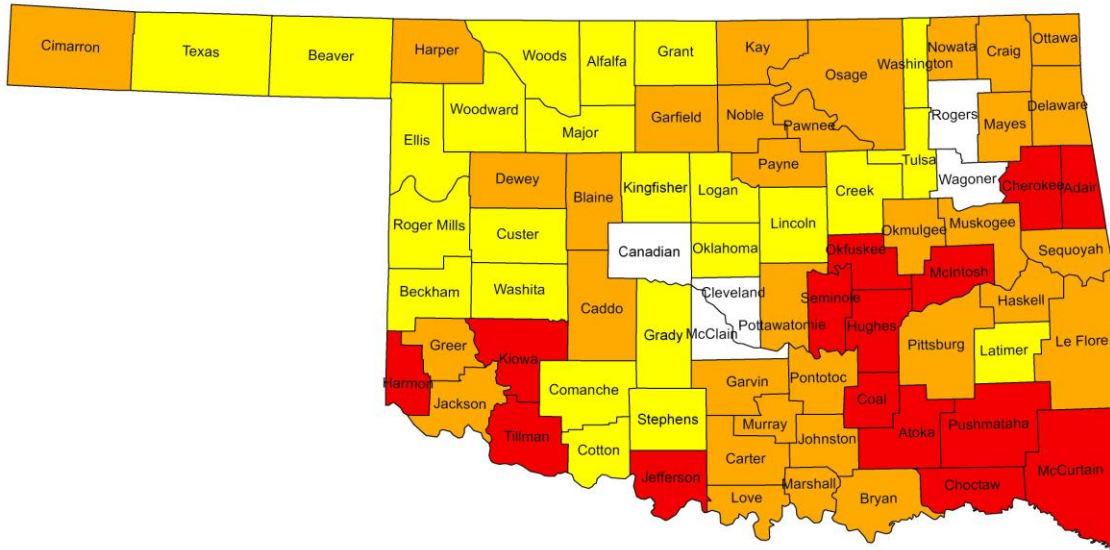 Cimarron
Texas
Beaver
Harper
Woods
Alfalfa
Grant
Kay
Osage
Washington
Nowata
Craig
Ottawa
Woodward
Ellis
Major
Garfield
Noble
Pawnee
Rogers
Mayes
Delaware
Dewey
Blaine
Kingfisher
Logan
Payne
Creek
Tulsa
Wagoner
Cherokee
Adair
Roger Mills
Custer
Canadian
Oklahoma
Lincoln
Okmulgee
Muskogee
Sequoyah
Okfuskee
McIntosh
Beckham
Washita
Caddo
Grady
Cleveland
McClain
Pottawatomie
Seminole
Hughes
Haskell
Pittsburg
Latimer
Le Flore
Greer
Kiowa
Harmon
Jackson
Comanche
Garvin
Pontotoc
Coal
Tillman
Cotton
Stephens
Murray
Johnston
Atoka
Pushmataha
McCurtain
Jefferson
Carter
Love
Marshall
Bryan
Choctaw